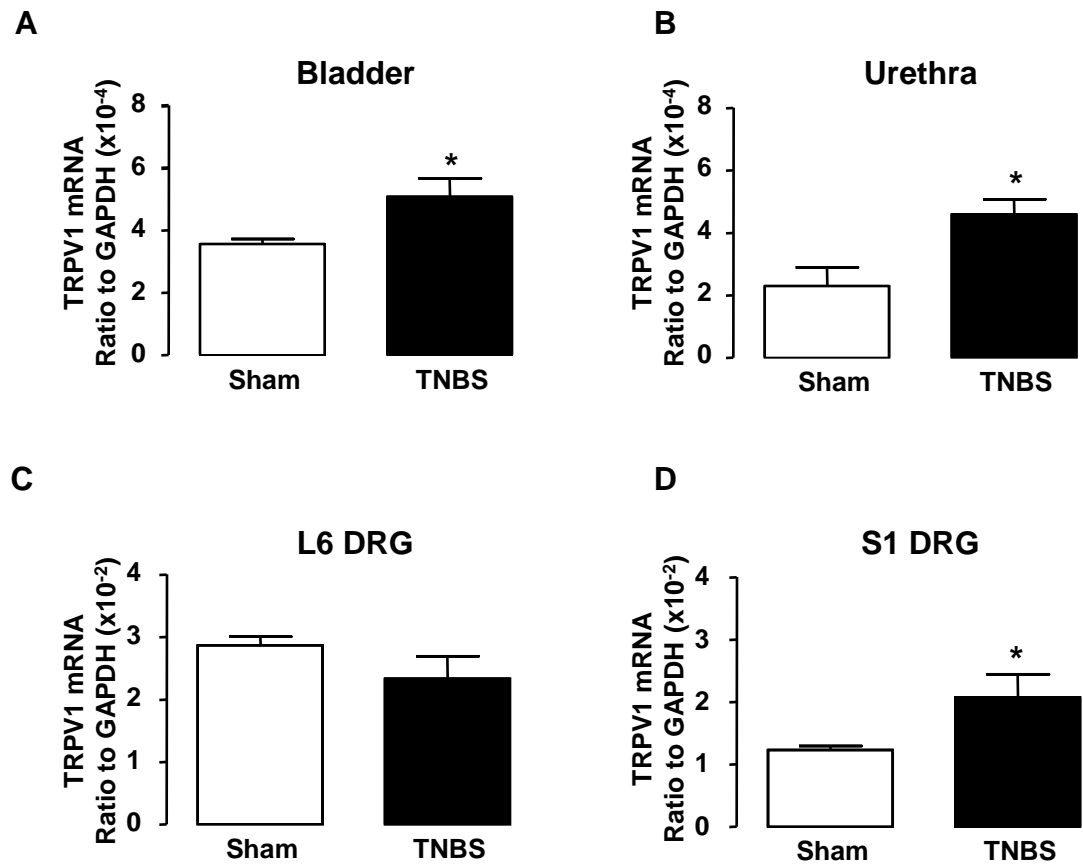 A
Bladder
TRPV1 mRNA
Ratio to GAPDH (x10-4)
8
6
4
2
0
*
Sham TNBS
B
Urethra
TRPV1 mRNA
Ratio to GAPDH (x10-4)
8
6
4
2
0
*
Sham TNBS
C
L6 DRG
TRPV1 mRNA
Ratio to GAPDH (x10-2)
4
3
2
1
0
Sham TNBS
D
S1 DRG
TRPV1 mRNA
Ratio to GAPDH (x10-2)
4
3
2
1
0
*
Sham TNBS